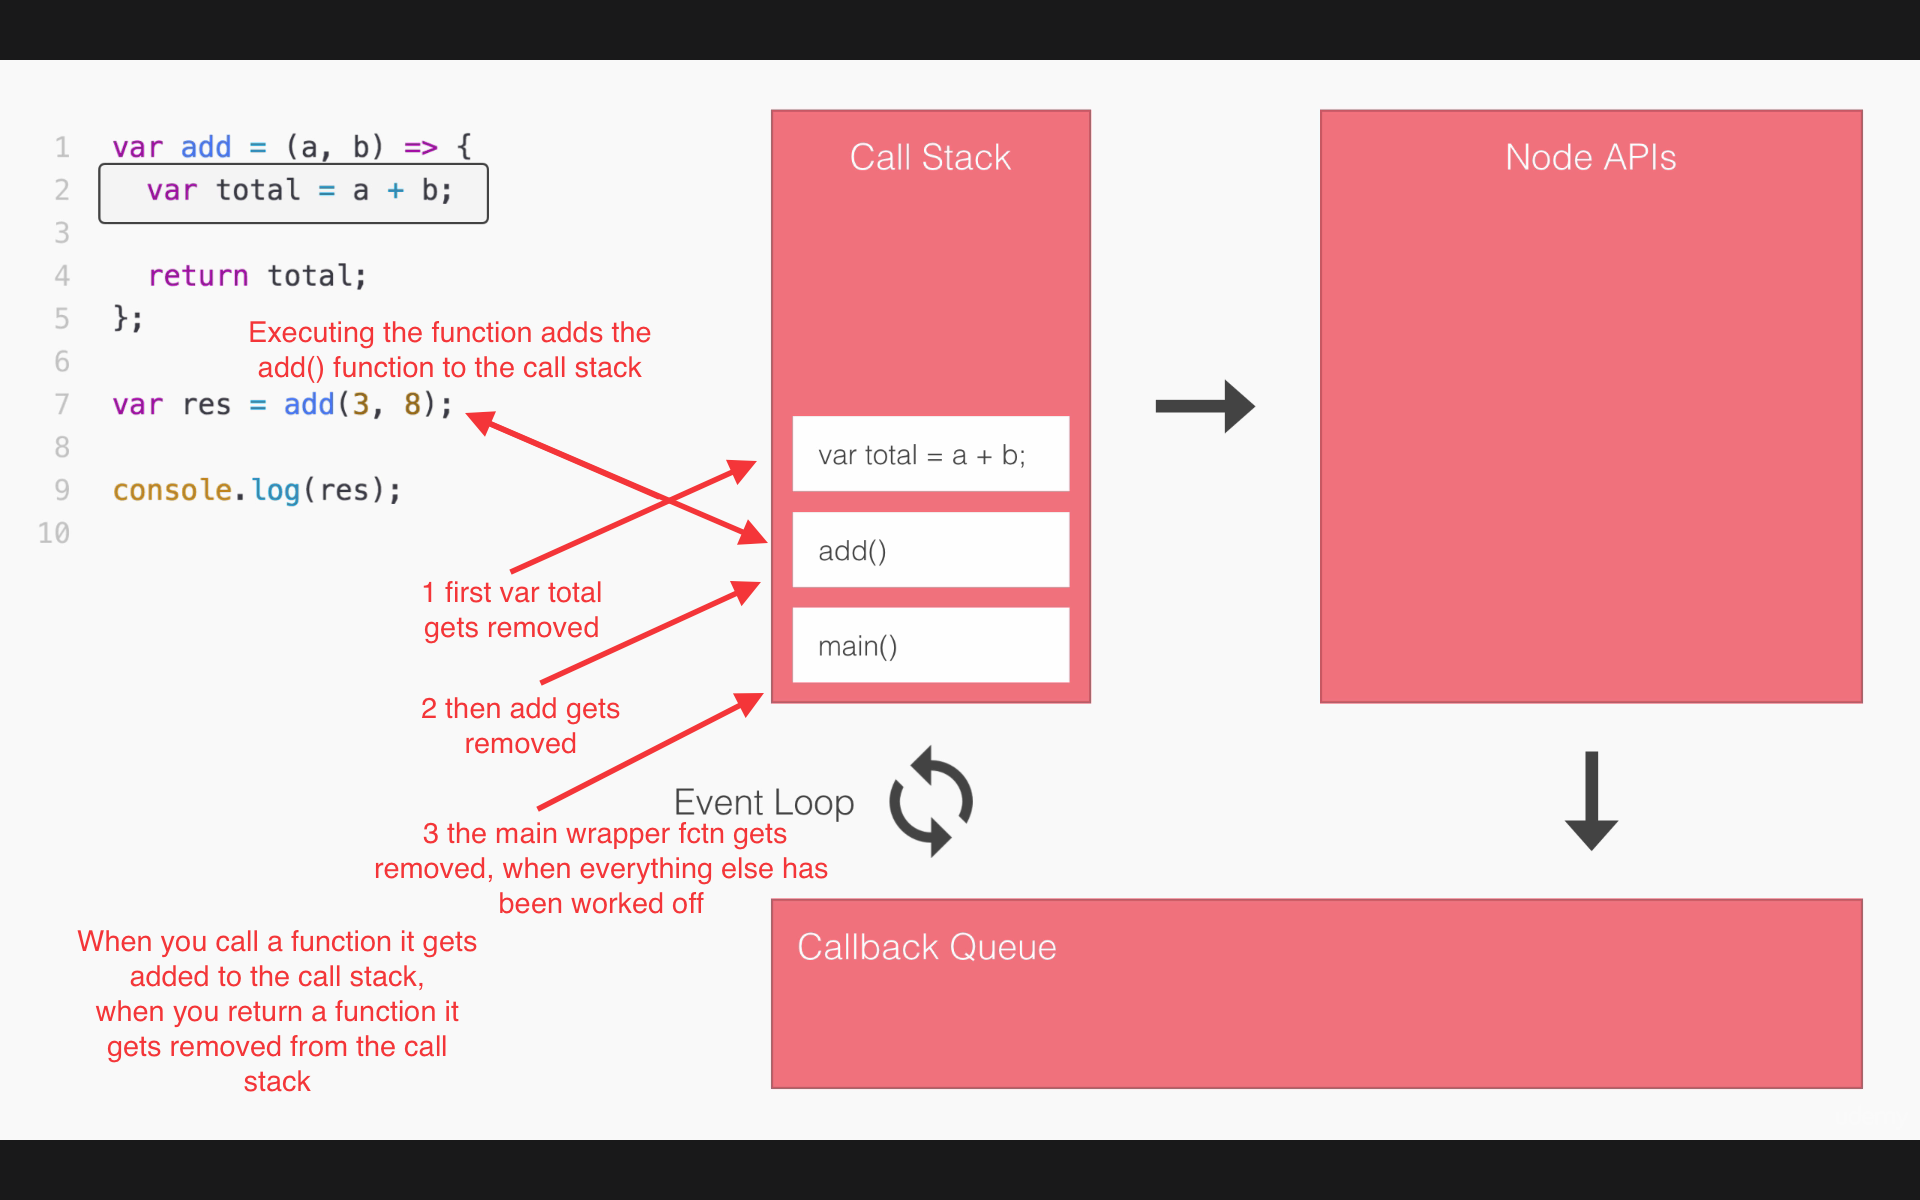 1 var add = (a, b) => {
2 var total = a + b;
3
4 return total;
5 };
6
7 var res = add(3, 8);
8
9 console.log(res);
10
Executing the function adds the
add() function to the call stack
Call Stack
var total = a + b;
add()
main()
Node APIs
1 first var total
gets removed
2 then add gets
removed
Event Loop
3 the main wrapper fctn gets
removed, when everything else has
been worked off
When you call a function it gets
added to the call stack,
when you return a function it
gets removed from the call
stack
Callback Queue